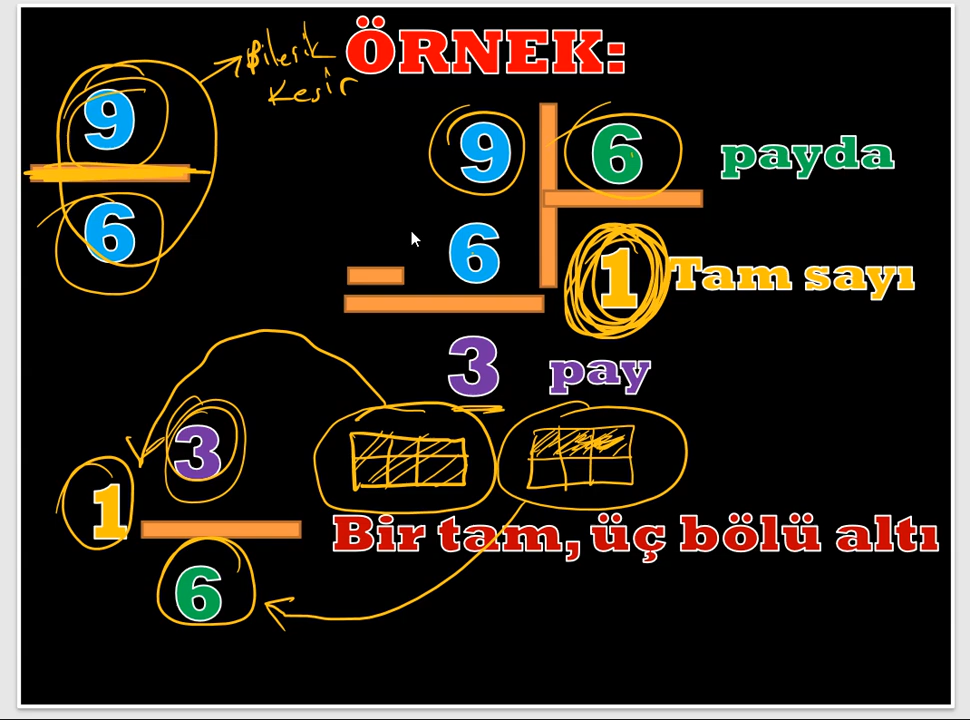 Bileşik
Kesir
ÖRNEK:
9
6
9 6 payda
6 1 Tam sayı
3 pay
3
1
6
Bir tam, üç bölü altı